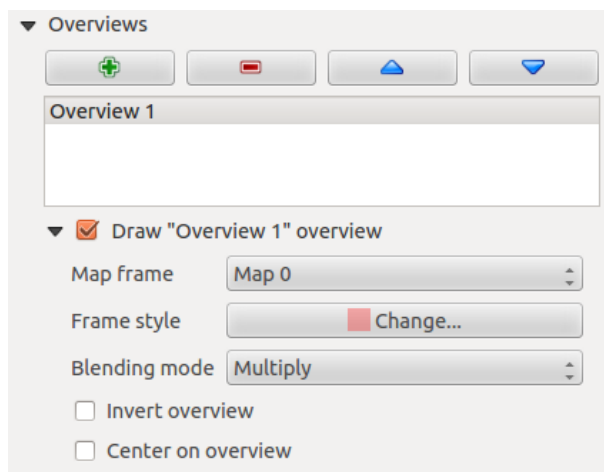 Overviews
Overview 1
Draw "Overview 1" overview
Map frame Map 0
Frame style Change...
Blending mode Multiply
Invert overview
Center on overview